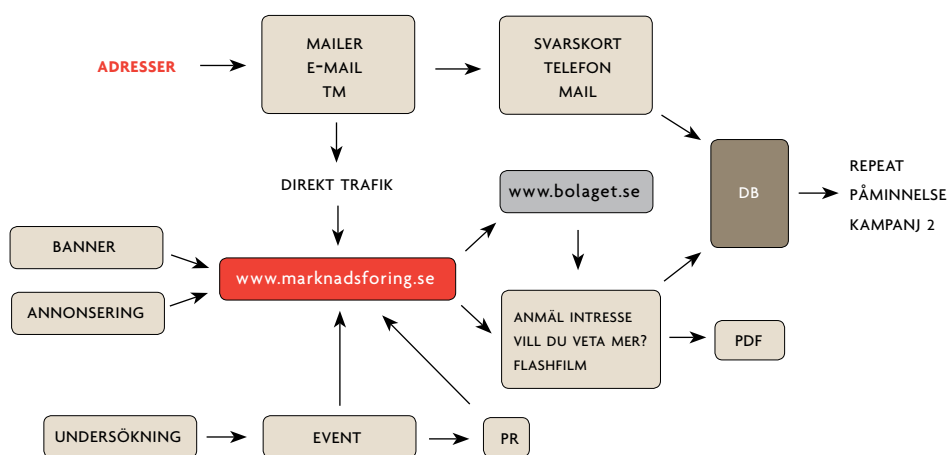 ADRESSER
MAILER
E-MAIL
TM
SVARSKORT
TELEFON
MAIL
DIREKT TRAFIK
www.bolaget.se
DB
REPEAT
PÅMINNELSE
KAMPANJ 2
BANNER
ANNONSERING
www.marknadsforing.se
ANMÄL INTRESSE
VILL DU VETA MER?
FLASHFILM
PDF
UNDERSÖKNING
EVENT
PR